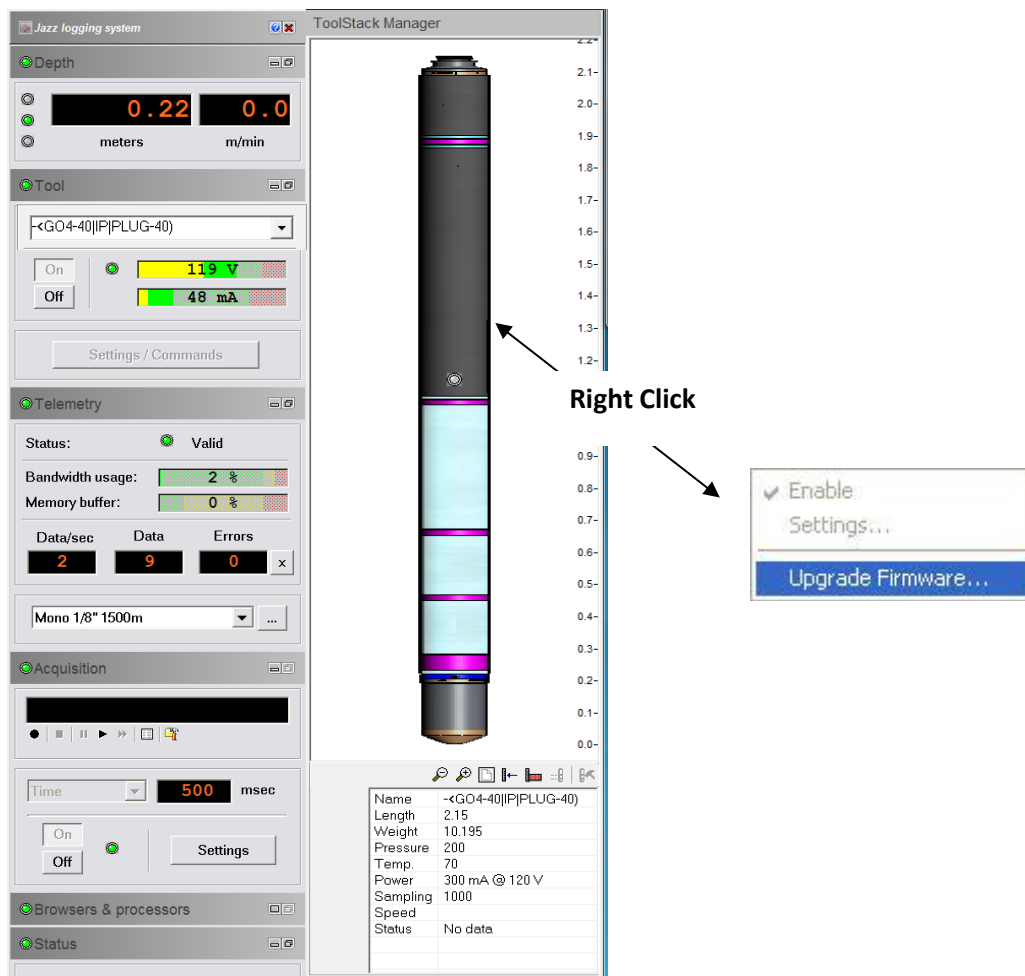 Jazz logging system
Depth
0.22 0.0
meters m/min
Tool
-<GO4-40|IP|PLUG-40)
On
119 V
Off
48 mA
Settings / Commands
Telemetry
Status: Valid
Bandwidth usage: 2 %
Memory buffer: 0 %
Data/sec Data Errors
2 9 0 x
Mono 1/8" 1500m ...
Acquisition
Time 500 msec
On
Off
Settings
Browsers & processors
Status
ToolStack Manager
2.2-
2.1-
2.0-
1.9-
1.8-
1.7-
1.6-
1.5-
1.4-
1.3-
1.2-
0.9-
0.8-
0.7-
0.6-
0.5-
0.4-
0.3-
0.2-
0.1-
0.0-
Right Click
Enable
Settings...
Upgrade Firmware...
Name -<GO4-40|IP|PLUG-40)
Length 2.15
Weight 10.195
Pressure 200
Temp. 70
Power 300 mA @ 120 V
Sampling 1000
Speed
Status No data